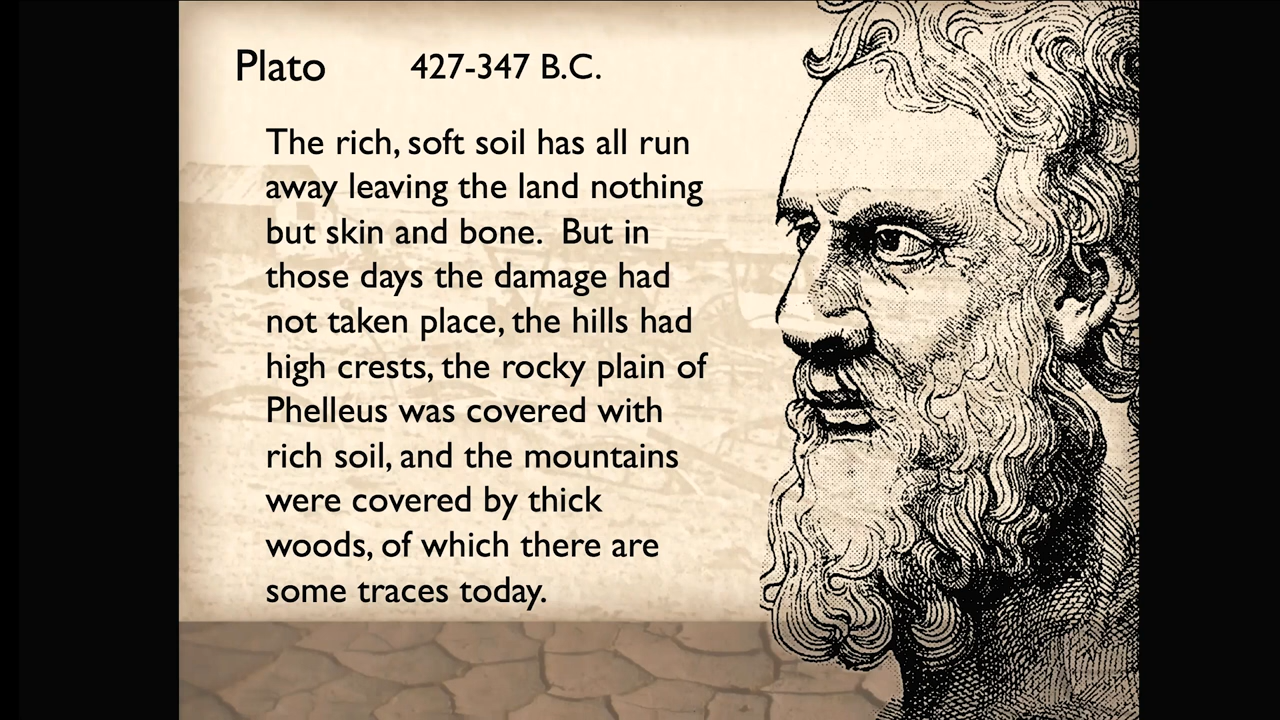 Plato 427-347 B.C.
The rich, soft soil has all run
away leaving the land nothing
but skin and bone. But in
those days the damage had
not taken place, the hills had
high crests, the rocky plain of
Phelleus was covered with
rich soil, and the mountains
were covered by thick
woods, of which there are
some traces today.